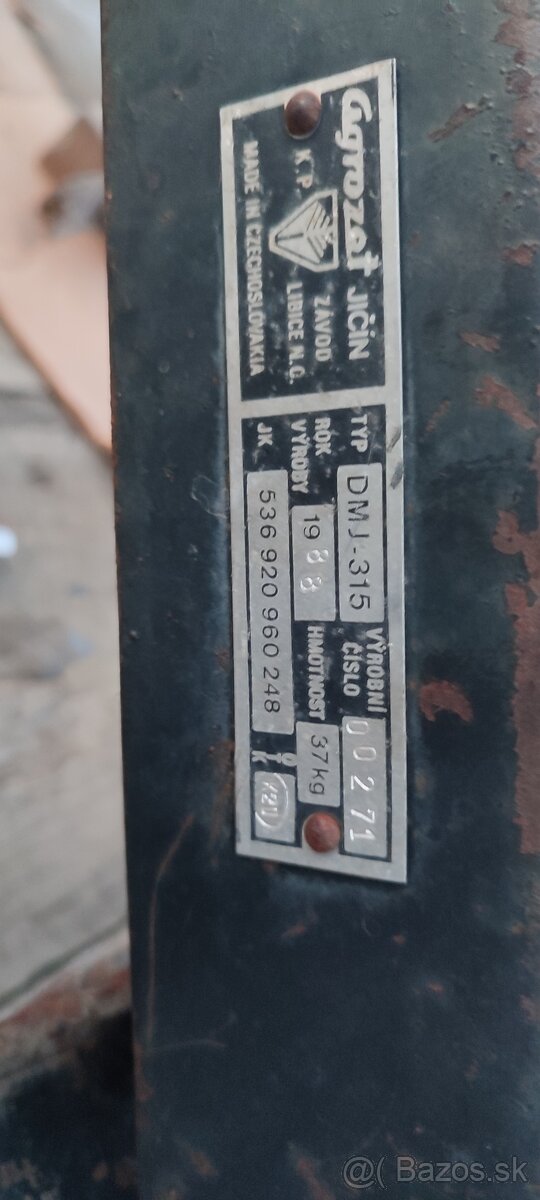 Agrozet JIČÍN
K.P. ZÁVOD
LIBICE N.C.
MADE IN CZECHOSLOVAKIA
TYP DMJ-315 VÝROBNÍ ČÍSLO 00271
ROK VÝROBY 1988 HMOTNOST 37kg
JK 536 920 960 248 OTK
@( Bazos.sk